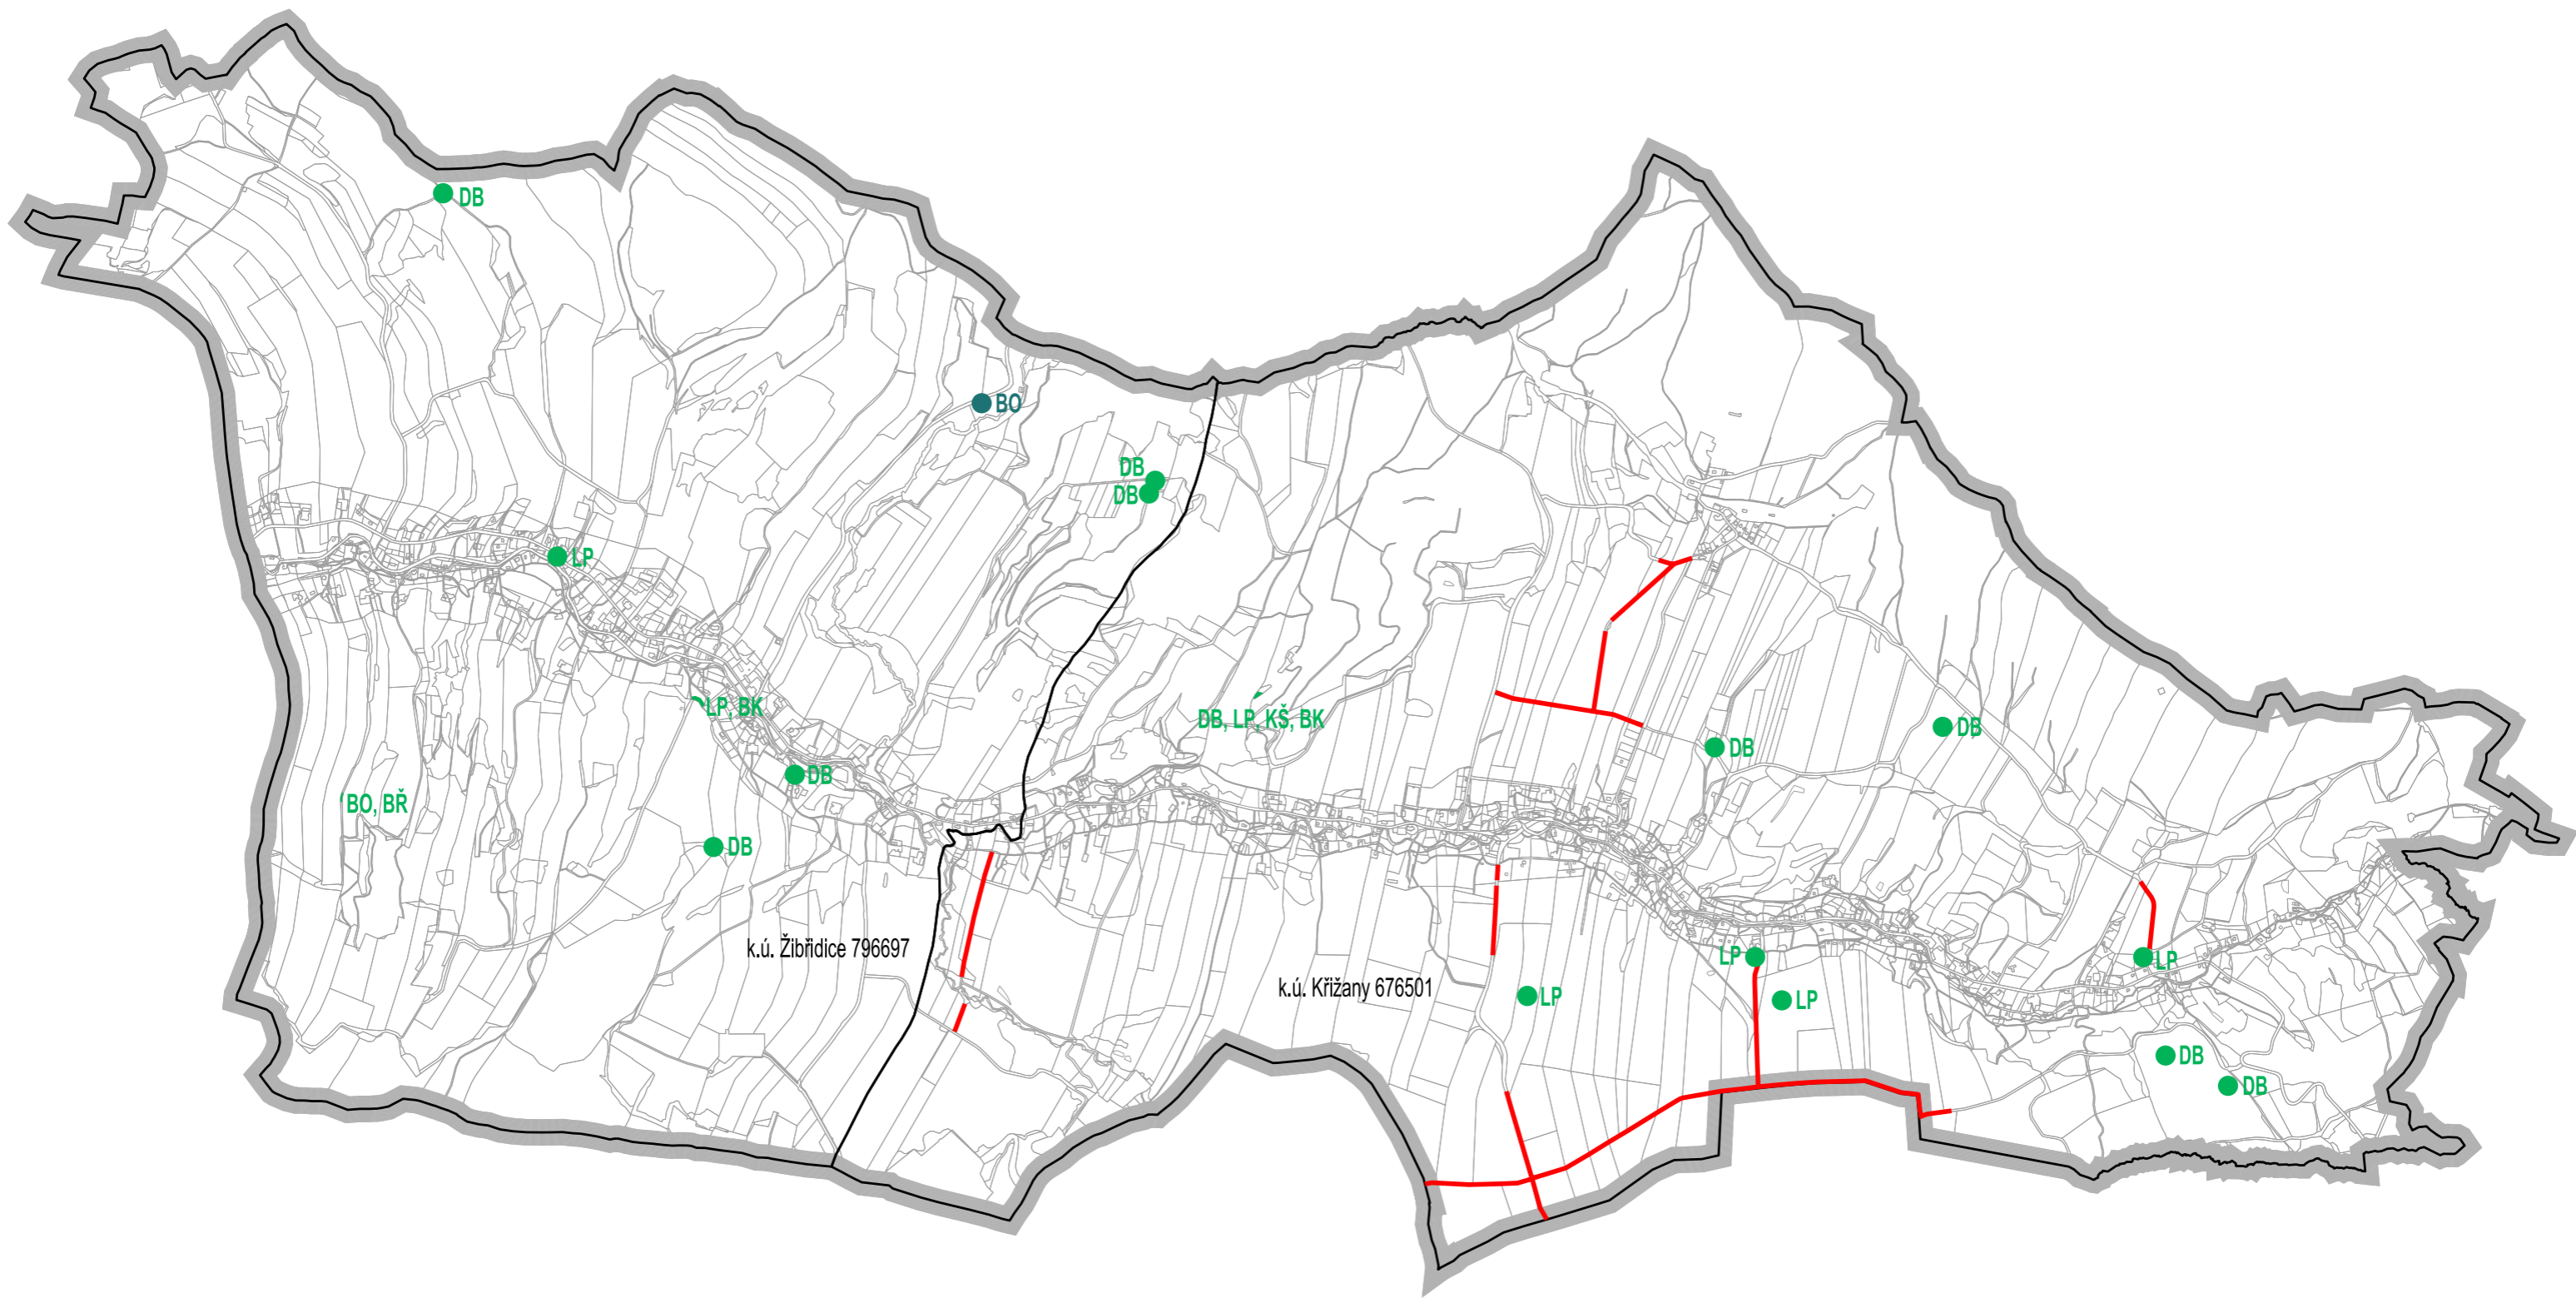 DB
BO
DB
DB
LP
LP, BK
DB, LP, KŠ, BK
DB
DB
DB
BO, BŘ
DB
k.ú. Žibřidice 796697
LP
LP
k.ú. Křižany 676501
LP
LP
DB
DB